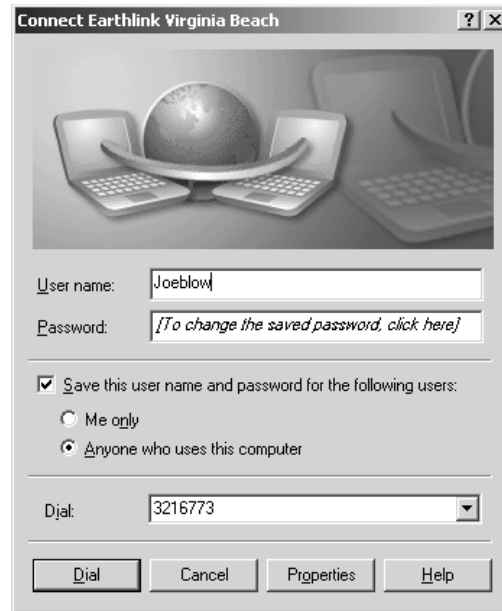 Connect Earthlink Virginia Beach
User name: Joeblow
Password: [To change the saved password, click here]
Save this user name and password for the following users:
Me only
Anyone who uses this computer
Dial: 3216773
Dial Cancel Properties Help